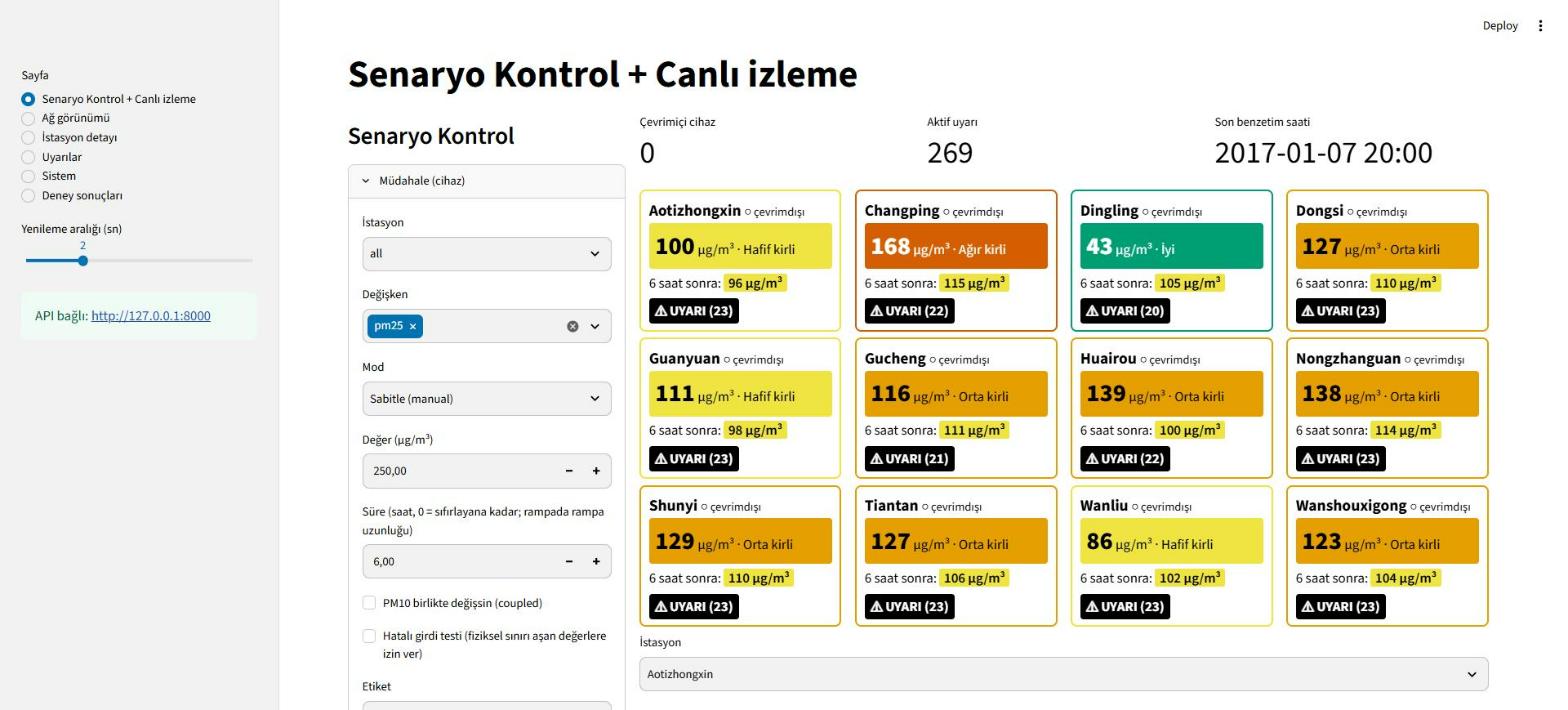 Deploy
Sayfa
Senaryo Kontrol + Canlı izleme
Ağ görünümü
İstasyon detayı
Uyarılar
Sistem
Deney sonuçları
Yenileme aralığı (sn)
2
API bağlı: http://127.0.0.1:8000
Senaryo Kontrol + Canlı izleme
Senaryo Kontrol
Müdahale (cihaz)
İstasyon
all
Değişken
pm25 ×
Mod
Sabitle (manual)
Değer (µg/m³)
250,00
− +
Süre (saat, 0 = sıfırlayana kadar; rampada rampa
uzunluğu)
6,00
− +
PM10 birlikte değişsin (coupled)
Hatalı girdi testi (fiziksel sınırı aşan değerlere
izin ver)
Etiket
Çevrimiçi cihaz
0
Aktif uyarı
269
Son benzetim saati
2017-01-07 20:00
Aotizhongxin ○ çevrimdışı
100 µg/m³ · Hafif kirli
6 saat sonra: 96 µg/m³
⚠ UYARI (23)
Changping ○ çevrimdışı
168 µg/m³ · Ağır kirli
6 saat sonra: 115 µg/m³
⚠ UYARI (22)
Dingling ○ çevrimdışı
43 µg/m³ · İyi
6 saat sonra: 105 µg/m³
⚠ UYARI (20)
Dongsi ○ çevrimdışı
127 µg/m³ · Orta kirli
6 saat sonra: 110 µg/m³
⚠ UYARI (23)
Guanyuan ○ çevrimdışı
111 µg/m³ · Hafif kirli
6 saat sonra: 98 µg/m³
⚠ UYARI (23)
Gucheng ○ çevrimdışı
116 µg/m³ · Orta kirli
6 saat sonra: 111 µg/m³
⚠ UYARI (21)
Huairou ○ çevrimdışı
139 µg/m³ · Orta kirli
6 saat sonra: 100 µg/m³
⚠ UYARI (22)
Nongzhanguan ○ çevrimdışı
138 µg/m³ · Orta kirli
6 saat sonra: 114 µg/m³
⚠ UYARI (23)
Shunyi ○ çevrimdışı
129 µg/m³ · Orta kirli
6 saat sonra: 110 µg/m³
⚠ UYARI (23)
Tiantan ○ çevrimdışı
127 µg/m³ · Orta kirli
6 saat sonra: 106 µg/m³
⚠ UYARI (23)
Wanliu ○ çevrimdışı
86 µg/m³ · Hafif kirli
6 saat sonra: 102 µg/m³
⚠ UYARI (23)
Wanshouxigong ○ çevrimdışı
123 µg/m³ · Orta kirli
6 saat sonra: 104 µg/m³
⚠ UYARI (23)
İstasyon
Aotizhongxin